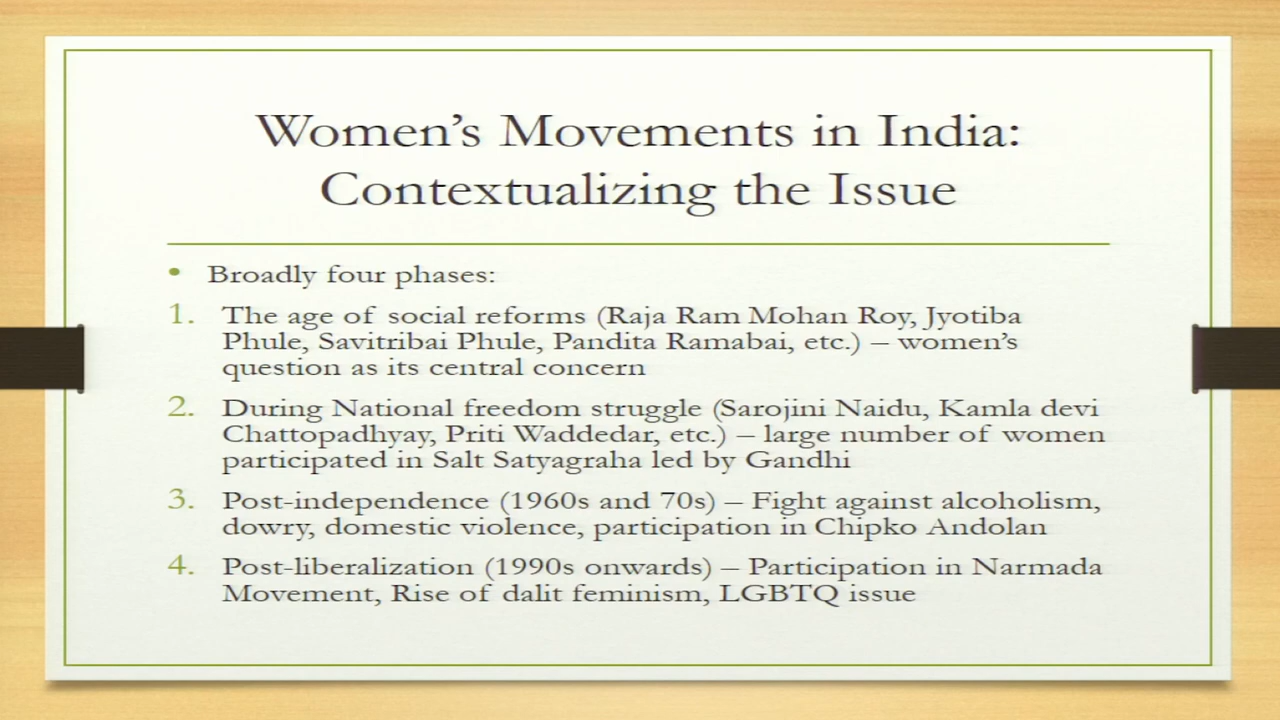 Women’s Movements in India:
Contextualizing the Issue
• Broadly four phases:
1. The age of social reforms (Raja Ram Mohan Roy, Jyotiba
Phule, Savitribai Phule, Pandita Ramabai, etc.) – women’s
question as its central concern
2. During National freedom struggle (Sarojini Naidu, Kamla devi
Chattopadhyay, Priti Waddedar, etc.) – large number of women
participated in Salt Satyagraha led by Gandhi
3. Post-independence (1960s and 70s) – Fight against alcoholism,
dowry, domestic violence, participation in Chipko Andolan
4. Post-liberalization (1990s onwards) – Participation in Narmada
Movement, Rise of dalit feminism, LGBTQ issue